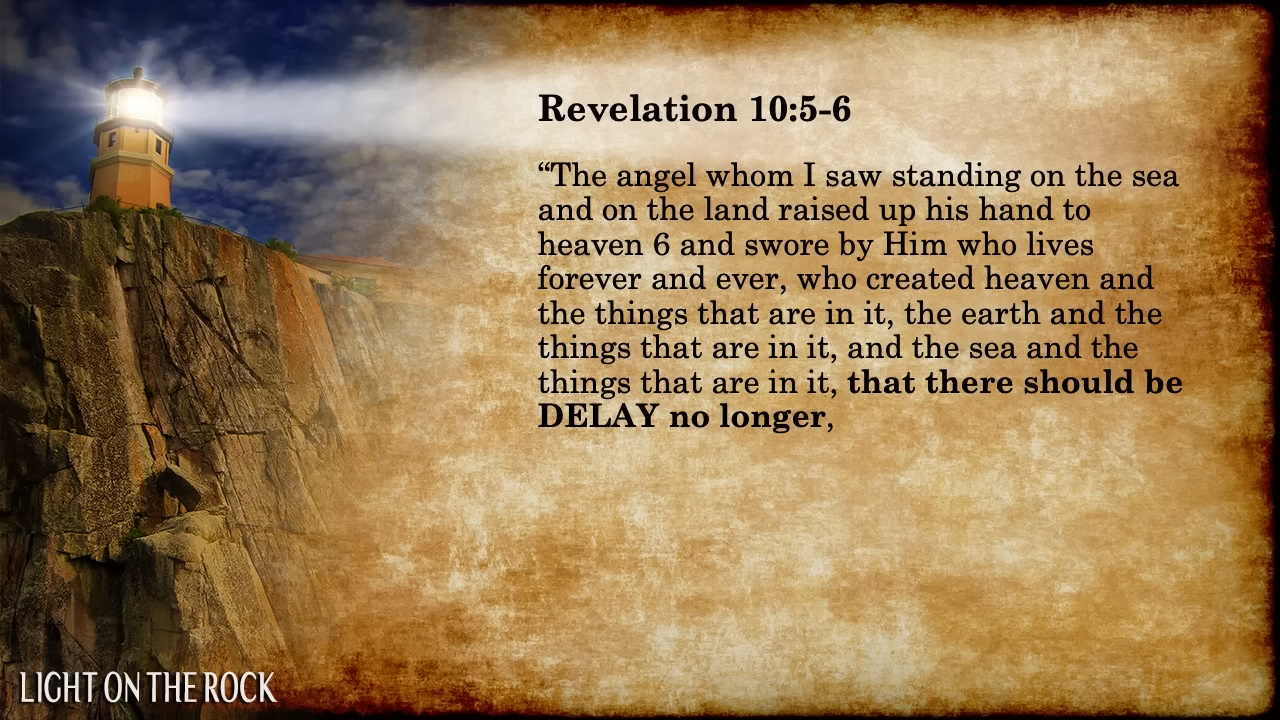 Revelation 10:5-6
“The angel whom I saw standing on the sea
and on the land raised up his hand to
heaven 6 and swore by Him who lives
forever and ever, who created heaven and
the things that are in it, the earth and the
things that are in it, and the sea and the
things that are in it, that there should be
DELAY no longer,
LIGHT ON THE ROCK